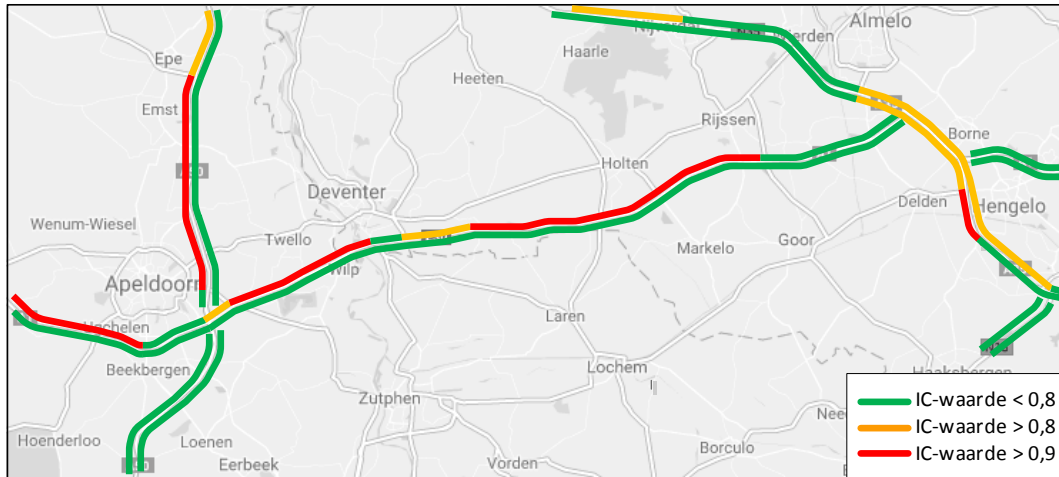 Almelo
Haarle
Epe
Heeten
Emst
Rijssen
Borne
Holten
Deventer
Wenum-Wiesel
Delden
Hengelo
Twello
Goor
Markelo
Wilp
Apeldoorn
Laren
Beekbergen
Lochem
Zutphen
Hoenderloo
Loenen
Eerbeek
Vorden
Borculo
IC-waarde < 0,8
IC-waarde > 0,8
IC-waarde > 0,9